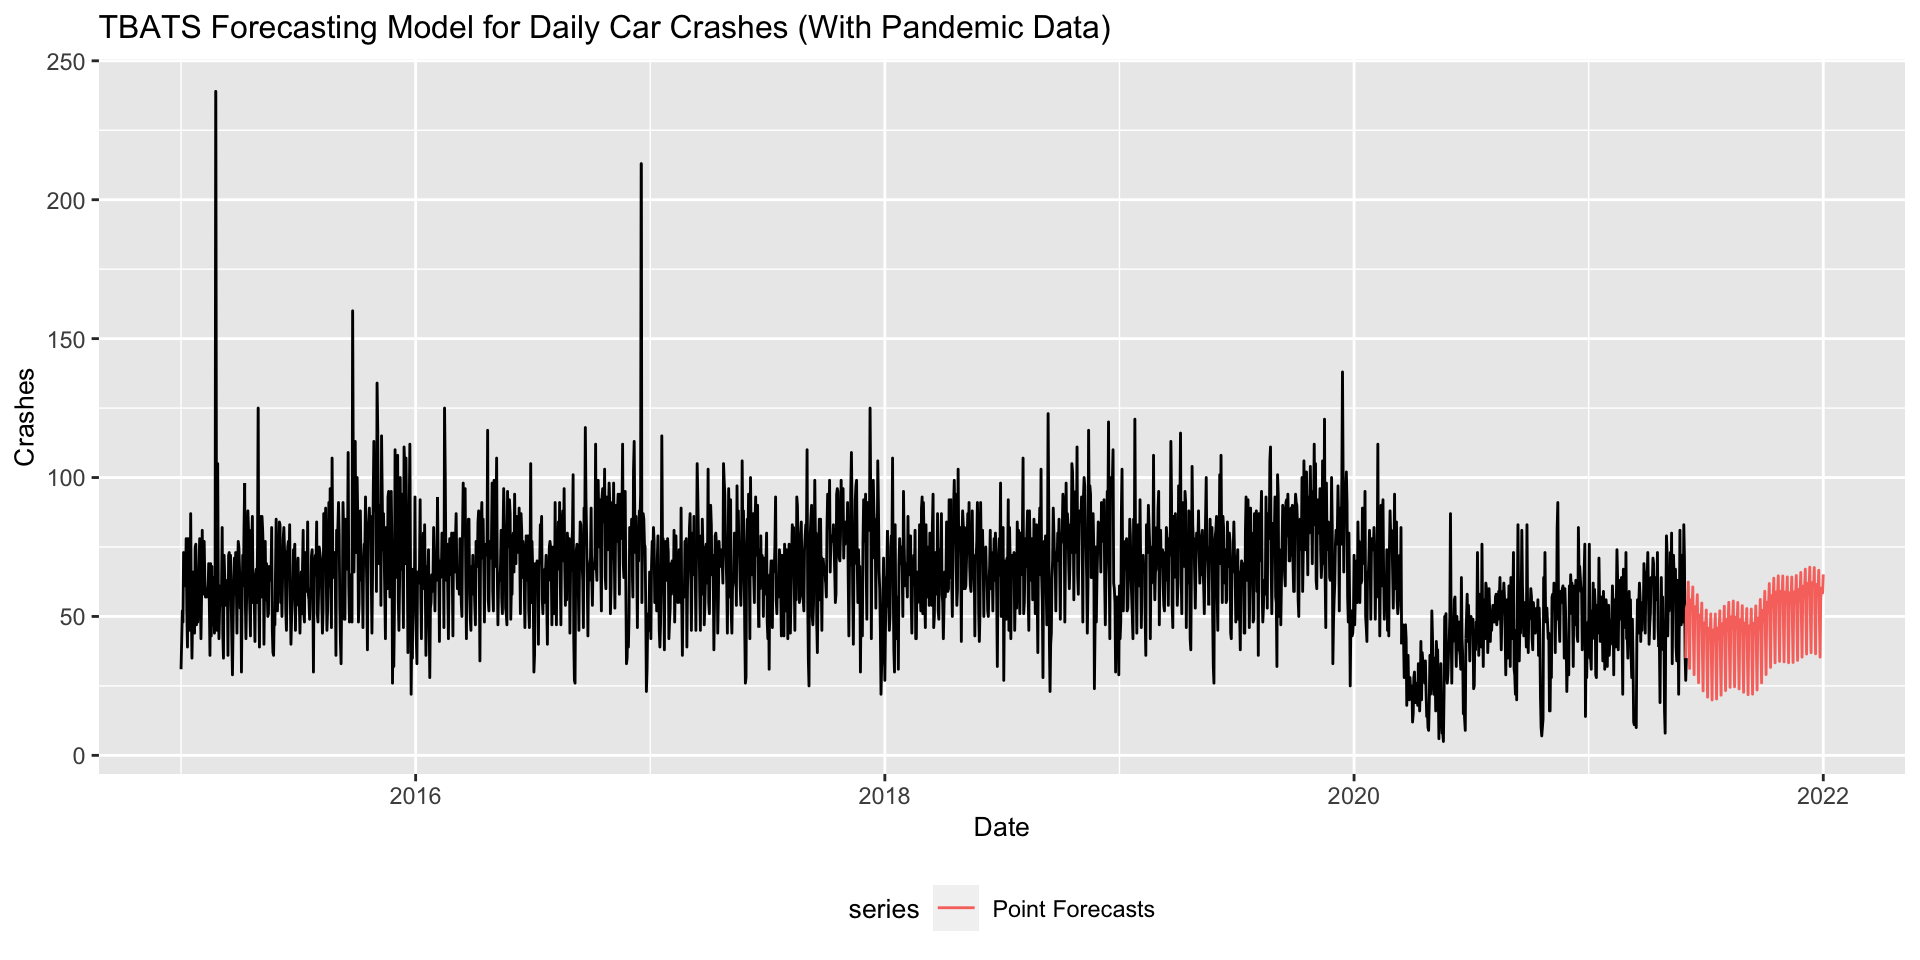 TBATS Forecasting Model for Daily Car Crashes (With Pandemic Data)
250
200
150
100
50
0
Crashes
2016 2018 2020 2022
Date
series Point Forecasts